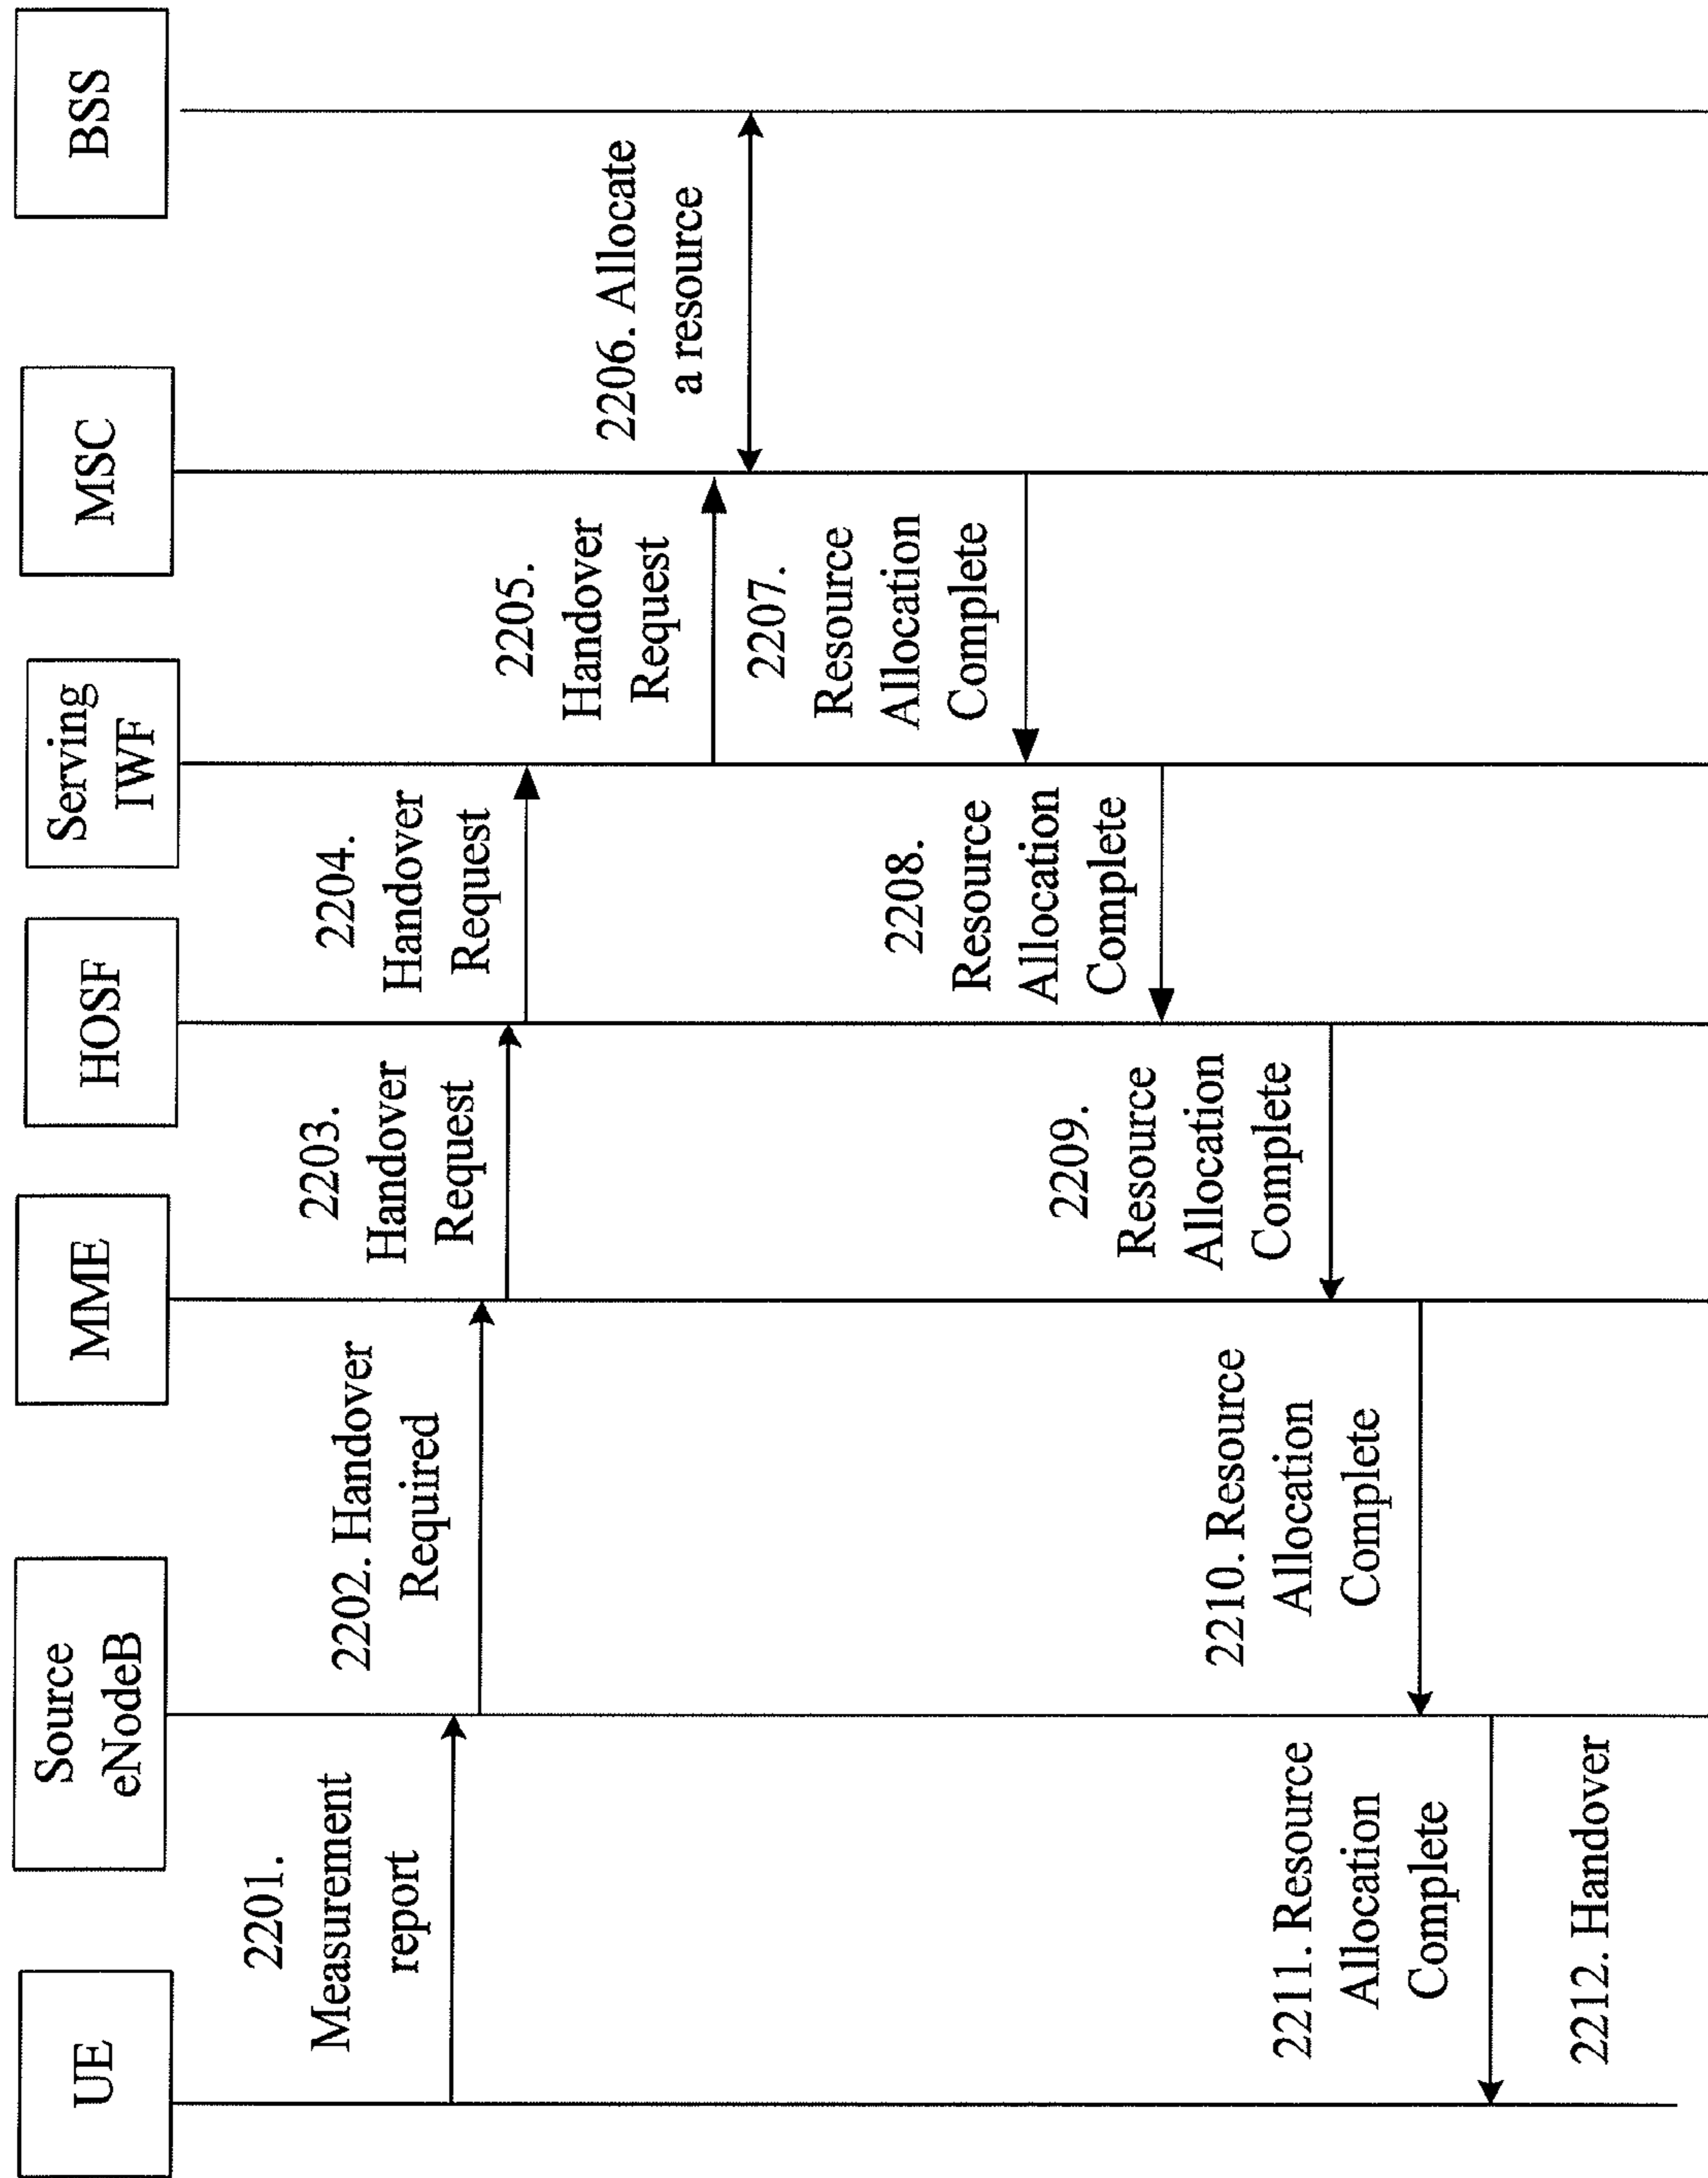 UE
Source
eNodeB
MME
HOSF
Serving
IWF
MSC
BSS
2201.
Measurement
report
2202. Handover
Required
2203.
Handover
Request
2204.
Handover
Request
2205.
Handover
Request
2206. Allocate
a resource
2207.
Resource
Allocation
Complete
2208.
Resource
Allocation
Complete
2209.
Resource
Allocation
Complete
2210. Resource
Allocation
Complete
2211. Resource
Allocation
Complete
2212. Handover